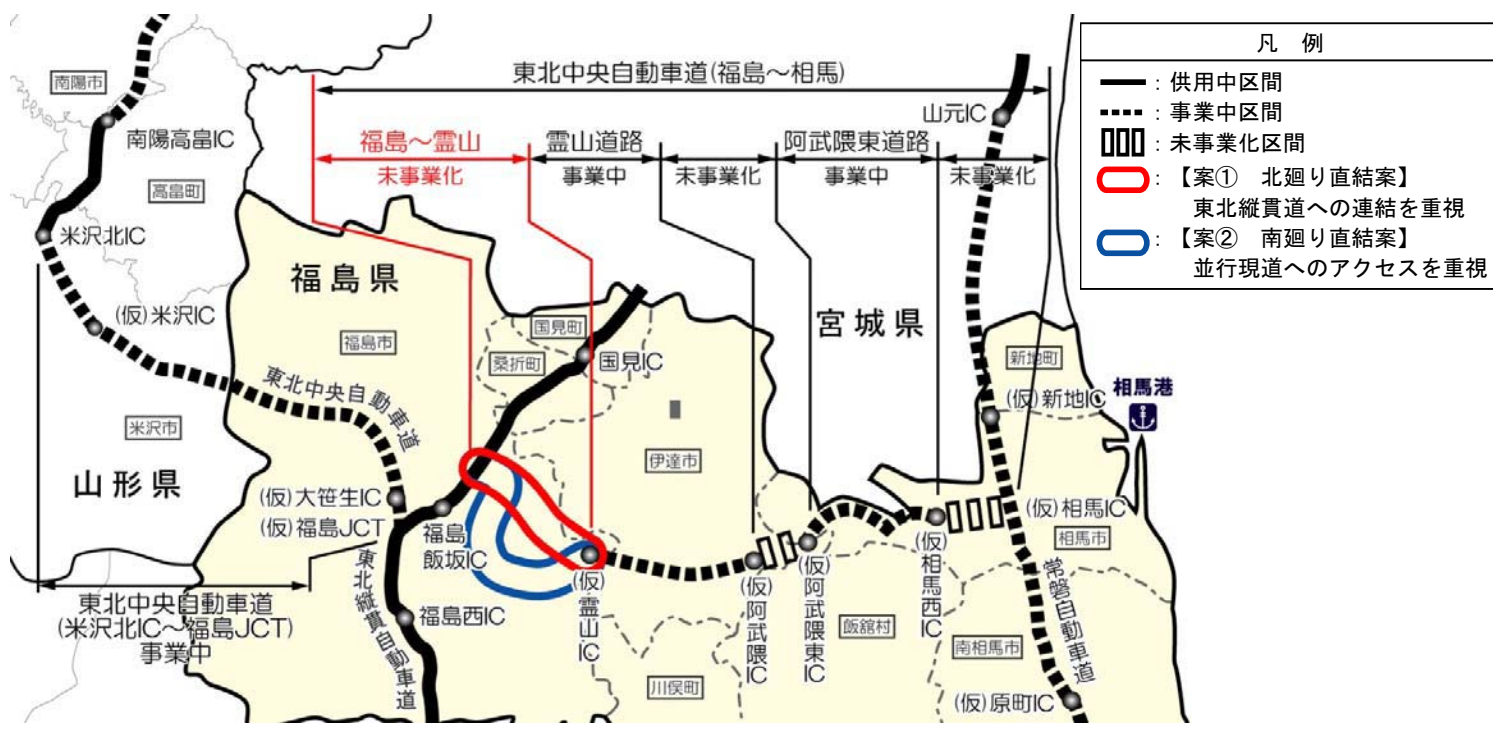 東北中央自動車道(福島～相馬)
福島～霊山
未事業化
霊山道路
事業中
未事業化
阿武隈東道路
事業中
未事業化
凡 例
：供用中区間
：事業中区間
：未事業化区間
：【案① 北廻り直結案】
東北縦貫道への連結を重視
：【案② 南廻り直結案】
並行現道へのアクセスを重視
南陽市
南陽高畠IC
高畠町
米沢北IC
(仮)米沢IC
米沢市
山形県
福島県
福島市
東北中央自動車道
(仮)大笹生IC
(仮)福島JCT
東北中央自動車道
(米沢北IC～福島JCT)
事業中
東北縦貫自動車道
福島
飯坂IC
福島西IC
桑折町
国見町
国見IC
伊達市
(仮)霊山IC
川俣町
(仮)阿武隈IC
(仮)阿武隈東IC
飯舘村
(仮)相馬西IC
宮城県
山元IC
新地町
(仮)新地IC
相馬港
(仮)相馬IC
相馬市
南相馬市
常磐自動車道
(仮)原町IC